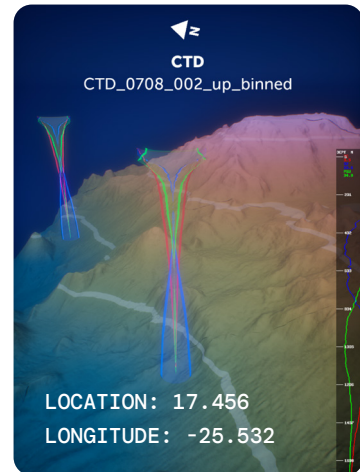 N
CTD
CTD_0708_002_up_binned
LOCATION: 17.456
LONGITUDE: -25.532